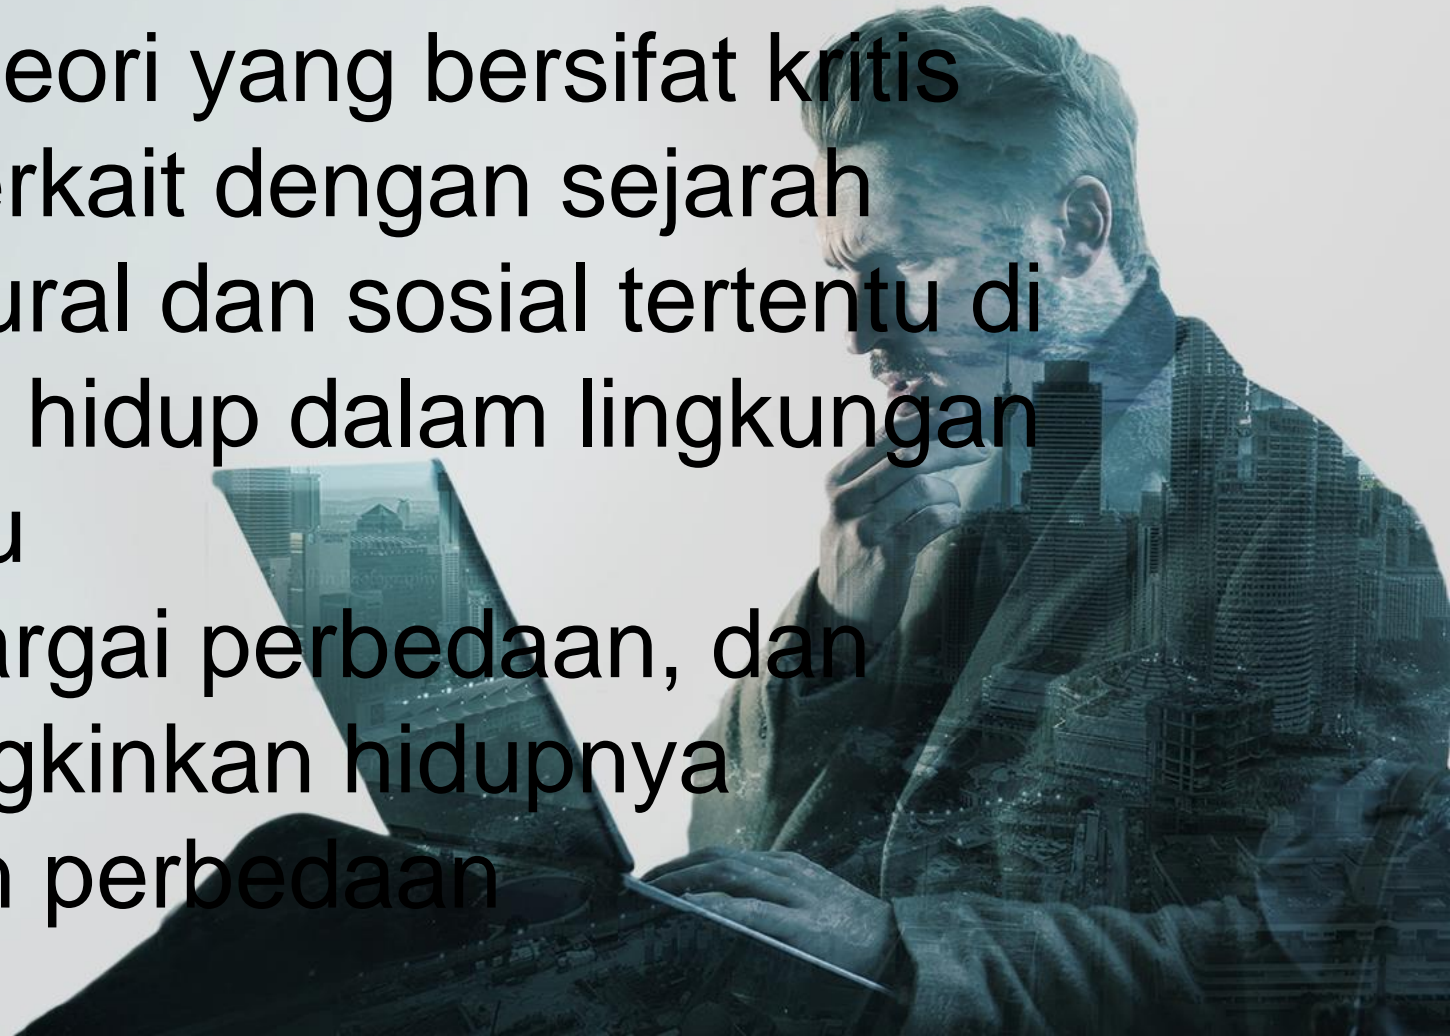 eori yang bersifat kritis
erkait dengan sejarah
ural dan sosial tertentu di
hidup dalam lingkungan
u
argai perbedaan, dan
gkinkan hidupnya
n perbedaan